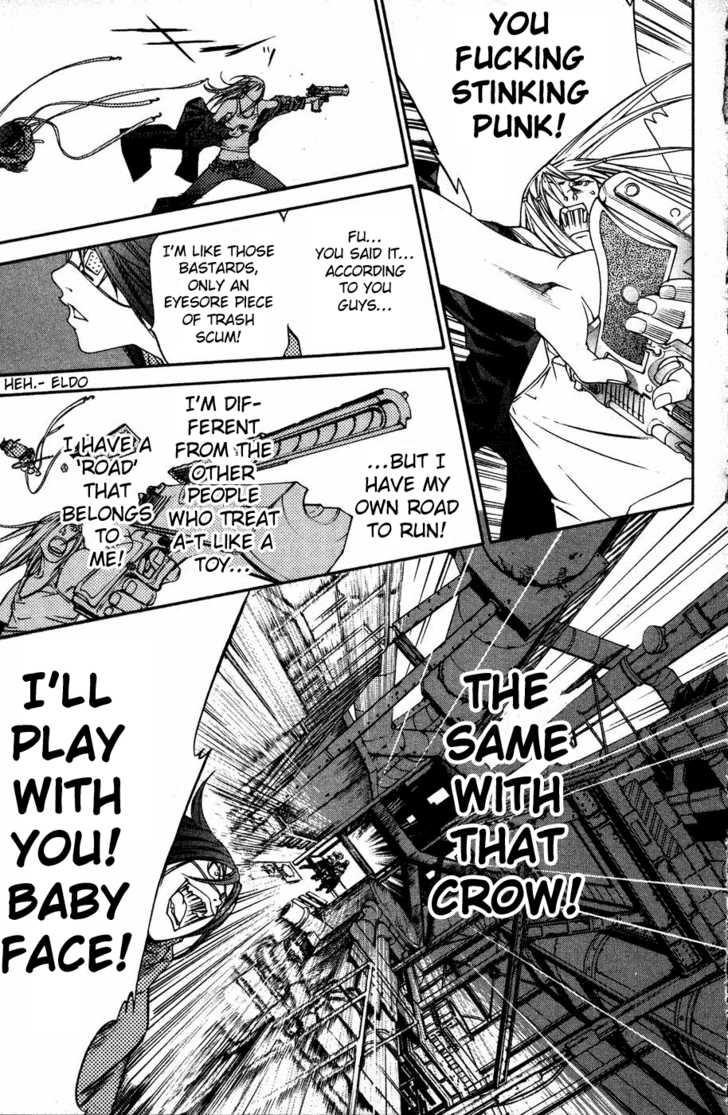 YOU
FUCKING
STINKING
PUNK!
FU...
YOU SAID IT...
ACCORDING
TO YOU
GUYS...
I'M LIKE THOSE
BASTARDS,
ONLY AN
EYESORE PIECE
OF TRASH
SCUM!
HEH.- ELDO
...BUT I
HAVE MY
OWN ROAD
TO RUN!
I'M DIF-
FERENT
FROM THE
OTHER
PEOPLE
WHO TREAT
A-T LIKE A
TOY...
I HAVE A
'ROAD'
THAT
BELONGS
TO
ME!
THE
SAME
WITH
THAT
CROW!
I'LL
PLAY
WITH
YOU!
BABY
FACE!